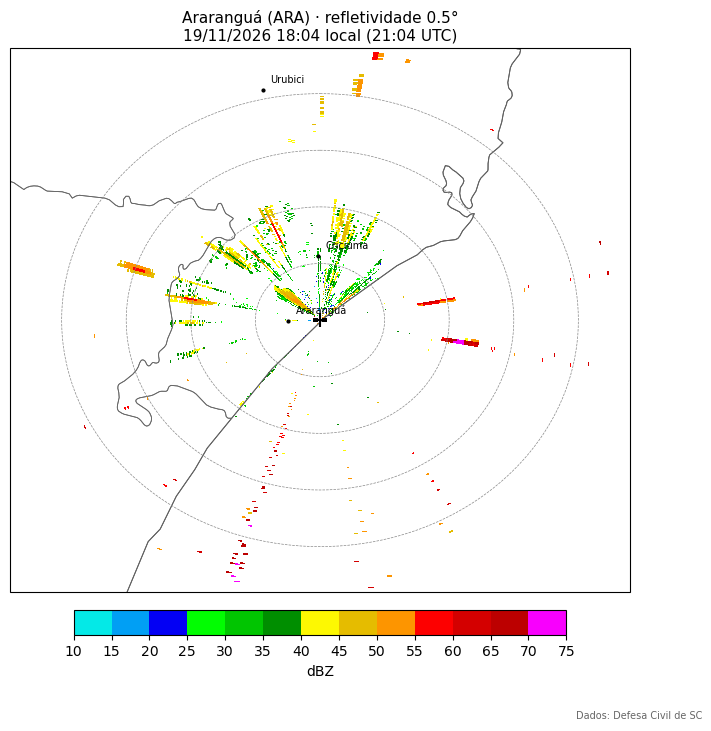 Araranguá (ARA) · refletividade 0.5°
19/11/2026 18:04 local (21:04 UTC)
Urubici
Criciúma
Araranguá
10 15 20 25 30 35 40 45 50 55 60 65 70 75
dBZ
Dados: Defesa Civil de SC